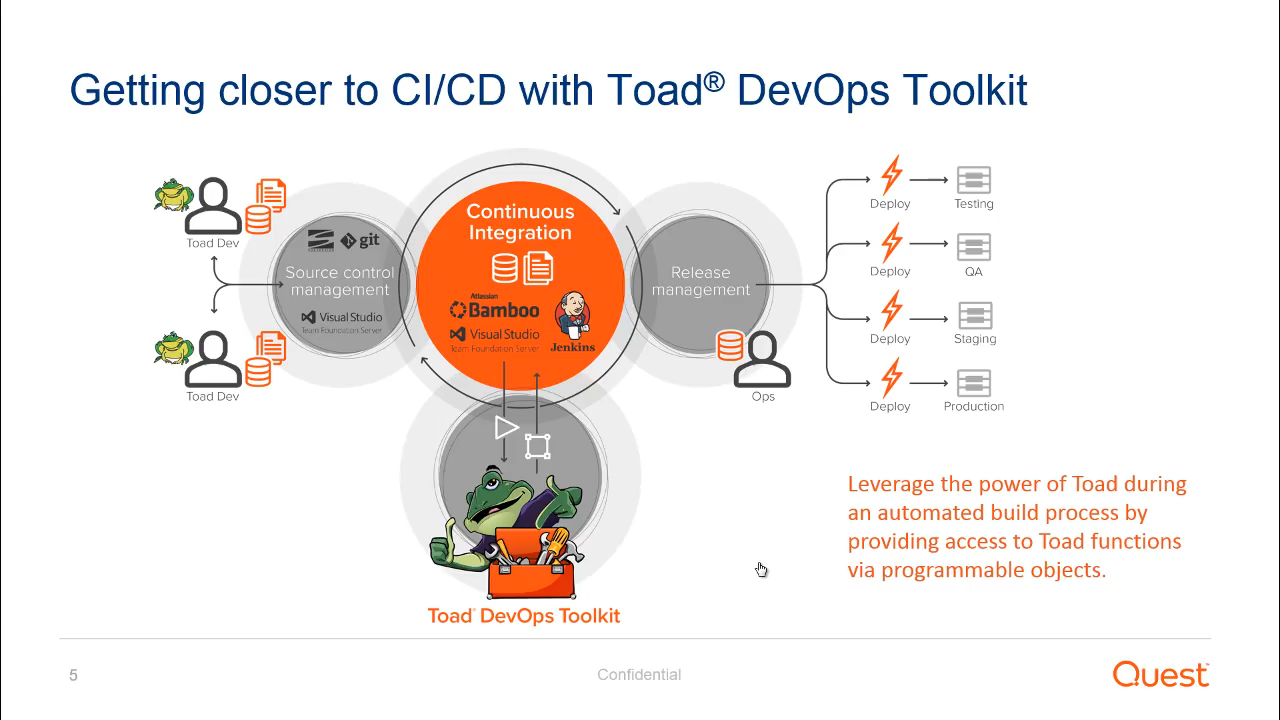 Getting closer to CI/CD with Toad® DevOps Toolkit
Toad Dev
Toad Dev
git
Source control
management
Visual Studio
Team Foundation Server
Continuous
Integration
Atlassian
Bamboo
Visual Studio
Team Foundation Server
Jenkins
Release
management
Ops
Deploy
Testing
Deploy
QA
Deploy
Staging
Deploy
Production
Toad® DevOps Toolkit
Leverage the power of Toad during
an automated build process by
providing access to Toad functions
via programmable objects.
5
Confidential
Quest™